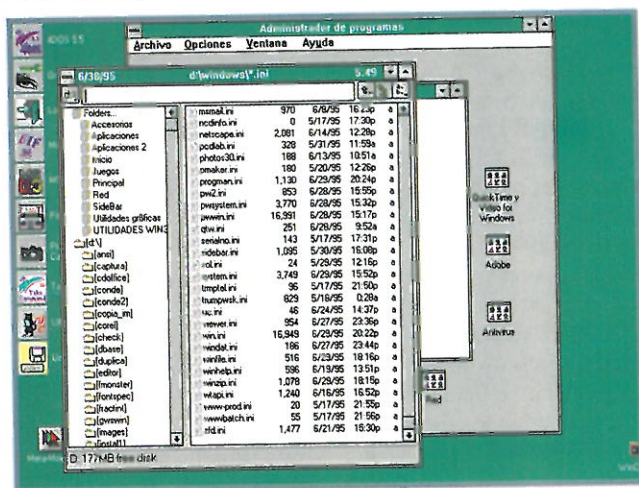 Administrador de programas
Archivo Opciones Ventana Ayuda
6/30/95 d:\windows\*.ini 5.49
Folders...
Accesorios
Aplicaciones
Aplicaciones 2
Inicio
Juegos
Principal
Red
SideBar
Utilidades gráficas
UTILIDADES WIN3
[d:\]
[ansi]
[captura]
[cdoffice]
[conda]
[conde2]
[copia_im]
[corel]
[check]
[dbase]
[duplica]
[editor]
[fmonster]
[fontspec]
[fractint]
[gwswn]
[images]
msmail.ini 970 6/8/95
ncdinfo.ini 0 5/17/95 17:30p a
netscape.ini 2,081 6/14/95 12:28p a
pcdlab.ini 328 5/31/95 11:59a a
photos30.ini 188 6/13/95 10:51a a
pmaker.ini 180 5/20/95 12:26p a
progman.ini 1,130 6/29/95 20:24p a
pw2.ini 853 6/28/95 15:55p a
pwsystem.ini 3,770 6/28/95 15:32p a
pwwin.ini 16,991 6/28/95 15:17p a
qtw.ini 251 6/28/95 9:52a a
serialno.ini 143 5/17/95 17:31p a
sidebar.ini 1,095 5/30/95 16:08p a
sol.ini 24 5/29/95 12:16p a
system.ini 3,749 6/29/95 15:52p a
tmptel.ini 96 5/17/95 21:50p a
trumpwsk.ini 829 5/18/95 0:28a a
uc.ini 46 6/24/95 14:37p a
viewer.ini 954 6/27/95 23:36p a
win.ini 16,949 6/29/95 20:22p a
windat.ini 186 6/27/95 23:44p a
winfile.ini 516 6/23/95 18:16p a
winhelp.ini 596 6/19/95 13:51p a
winzip.ini 1,078 6/29/95 18:15p a
wtapi.ini 1,240 6/16/95 16:52p a
www-prod.ini 20 5/17/95 21:55p a
wwwbatch.ini 55 5/17/95 21:56p a
zfd.ini 1,477 6/21/95 15:30p a
D: 177MB free disk
QuickTime y
Video for
Windows
Adobe
Antivirus
Red